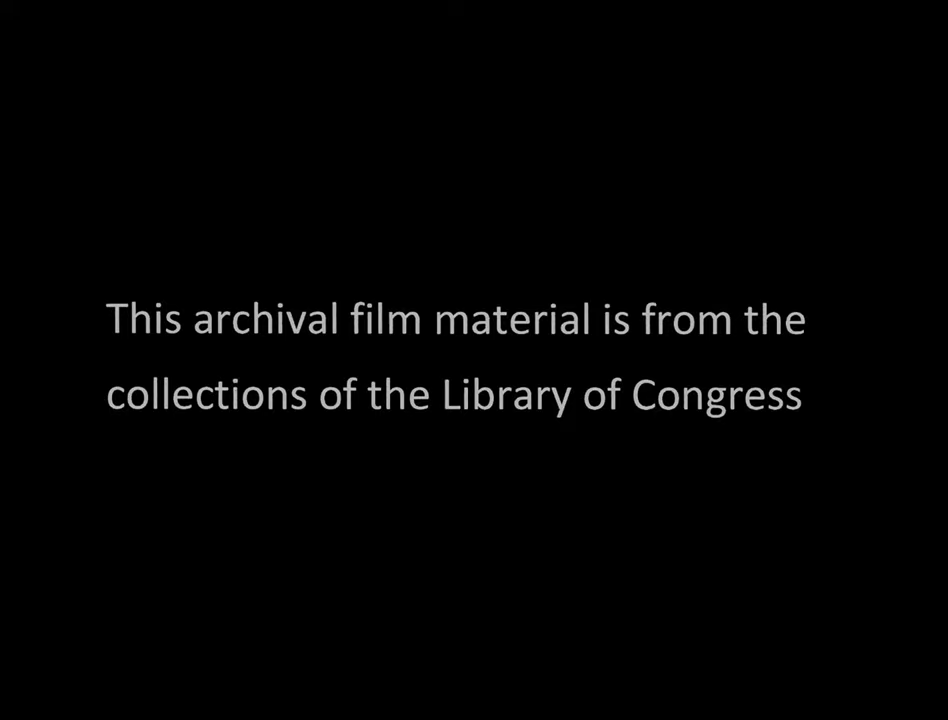 This archival film material is from the
collections of the Library of Congress